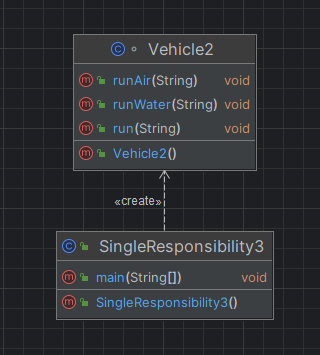 Vehicle2
runAir(String) void
runWater(String) void
run(String) void
Vehicle2()
«create»
SingleResponsibility3
main(String[]) void
SingleResponsibility3()